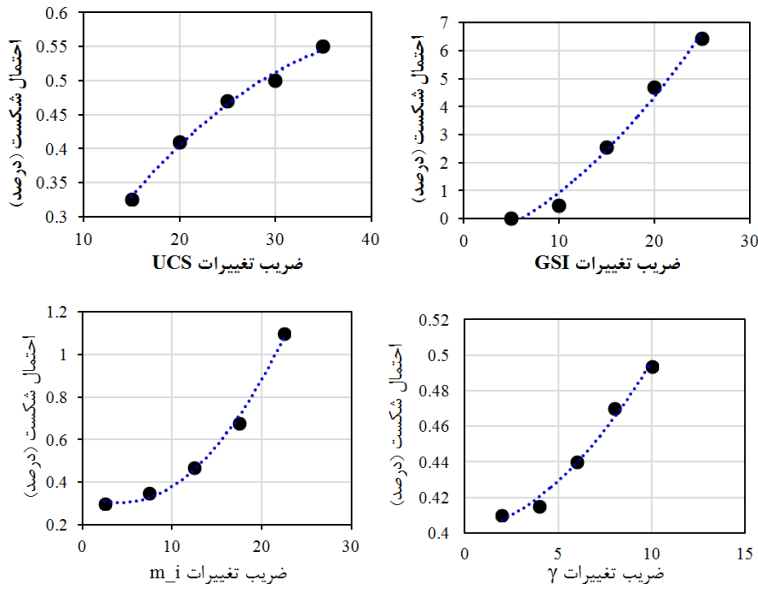 احتمال شکست (درصد)
0.6
0.55
0.5
0.45
0.4
0.35
0.3
10 20 30 40
ضریب تغییرات UCS
احتمال شکست (درصد)
7
6
5
4
3
2
1
0
0 10 20 30
ضریب تغییرات GSI
احتمال شکست (درصد)
1.2
1
0.8
0.6
0.4
0.2
0 10 20 30
ضریب تغییرات m_i
احتمال شکست (درصد)
0.52
0.5
0.48
0.46
0.44
0.42
0.4
0 5 10 15
ضریب تغییرات γ